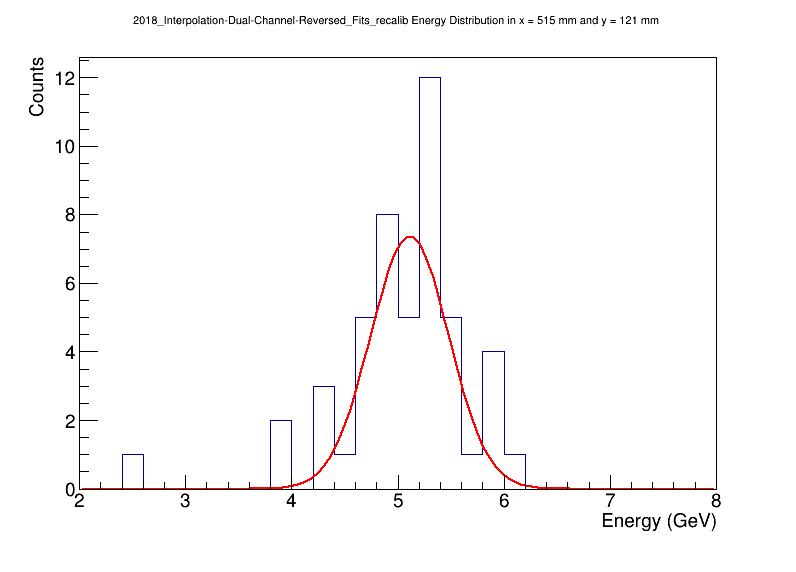 2018_Interpolation-Dual-Channel-Reversed_Fits_recalib Energy Distribution in x = 515 mm and y = 121 mm
Counts
12
10
8
6
4
2
0
2 3 4 5 6 7 8
Energy (GeV)